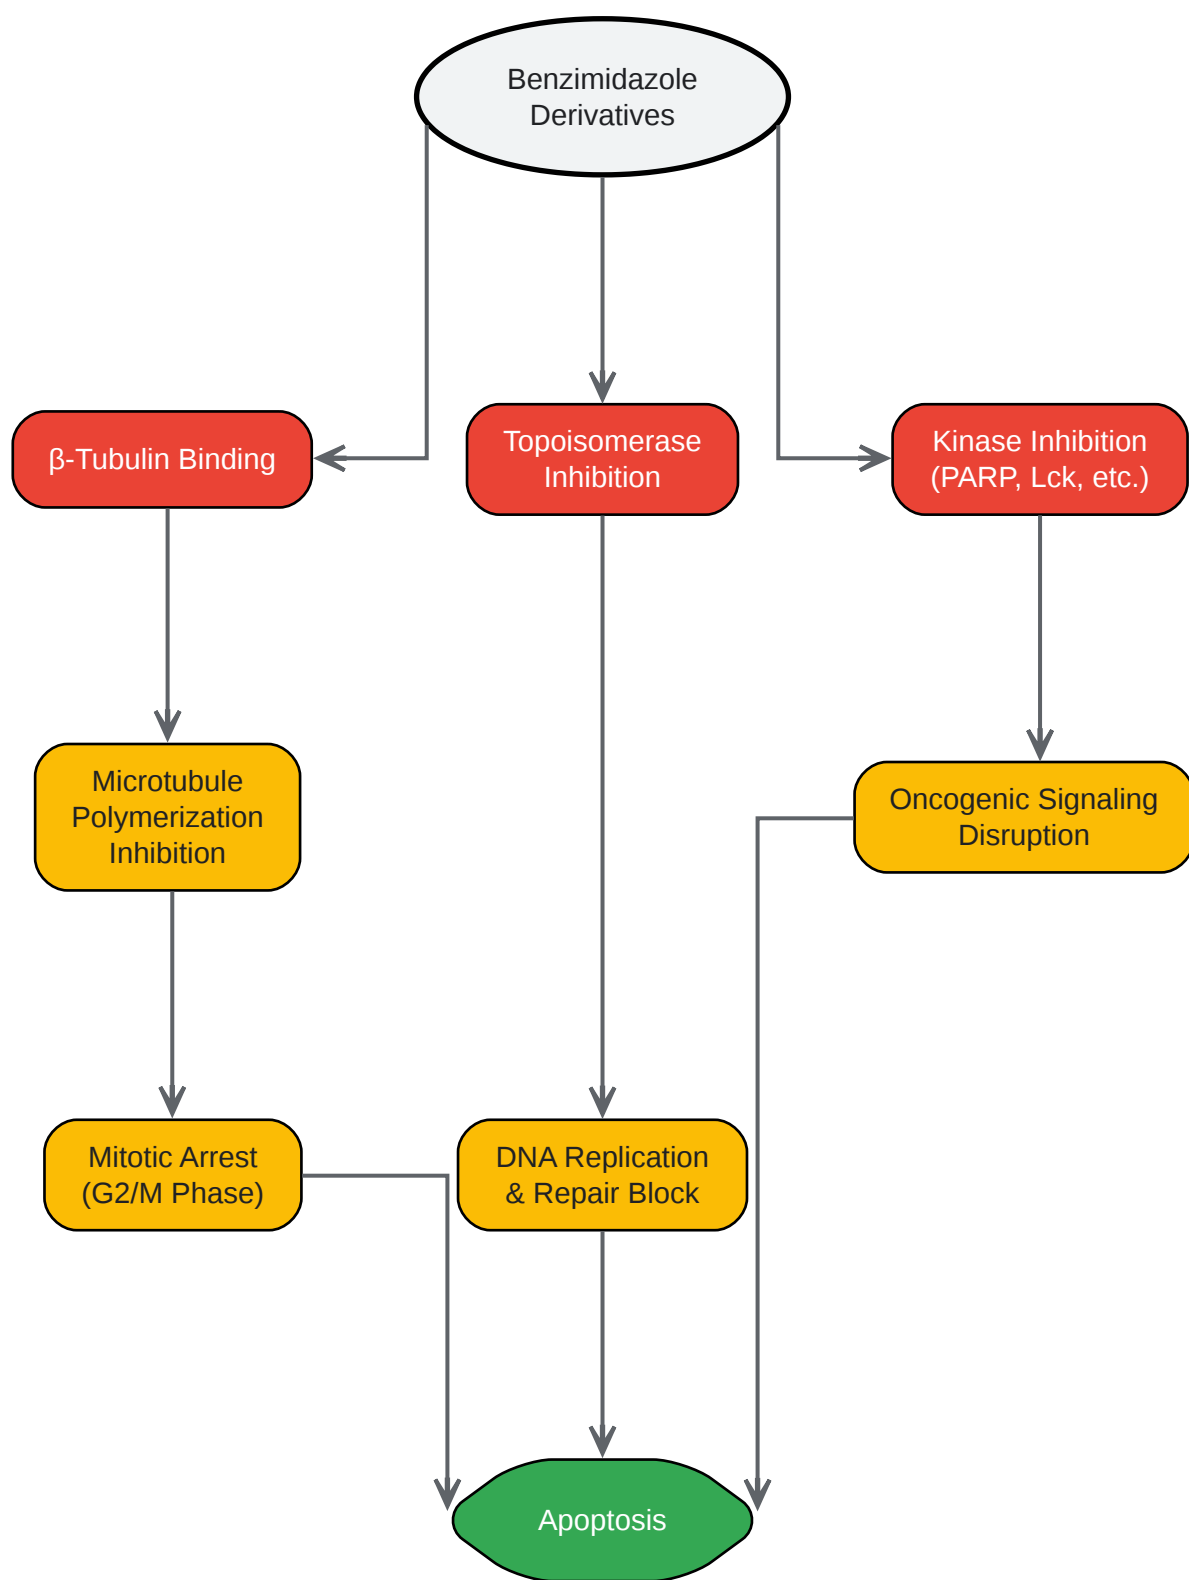 Benzimidazole
Derivatives
β-Tubulin Binding
Topoisomerase
Inhibition
Kinase Inhibition
(PARP, Lck, etc.)
Microtubule
Polymerization
Inhibition
Oncogenic Signaling
Disruption
Mitotic Arrest
(G2/M Phase)
DNA Replication
& Repair Block
Apoptosis